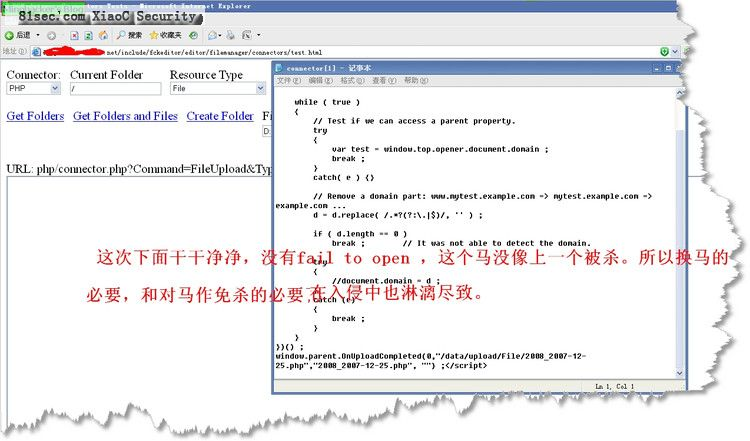 81sec.com XiaoC Security
Microsoft Internet Explorer
后退
搜索
收藏夹
地址(D)
net/include/fckeditor/editor/filemanager/connectors/test.html
Connector:
Current Folder
Resource Type
PHP
/
File
Get Folders
Get Folders and Files
Create Folder
Fi
D:
URL: php/connector.php?Command=FileUpload&Typ
connector[1] - 记事本
文件(F) 编辑(E) 格式(O) 查看(V) 帮助(H)
while ( true )
{
// Test if we can access a parent property.
try
{
var test = window.top.opener.document.domain ;
break ;
}
catch( e ) {}
// Remove a domain part: www.mytest.example.com => mytest.example.com =>
example.com ...
d = d.replace( /.*?(?:\.|$)/, '' ) ;
if ( d.length == 0 )
break ; // It was not able to detect the domain.
try
{
//document.domain = d ;
}
catch (e)
{
break ;
}
}
})() ;
window.parent.OnUploadCompleted(0,"/data/upload/File/2008_2007-12-
25.php","2008_2007-12-25.php", "") ;</script>
Ln 1, Col 1
这次下面干干净净，没有fail to open ，这个马没像上一个被杀。所以换马的
必要，和对马作免杀的必要在入侵中也淋漓尽致。